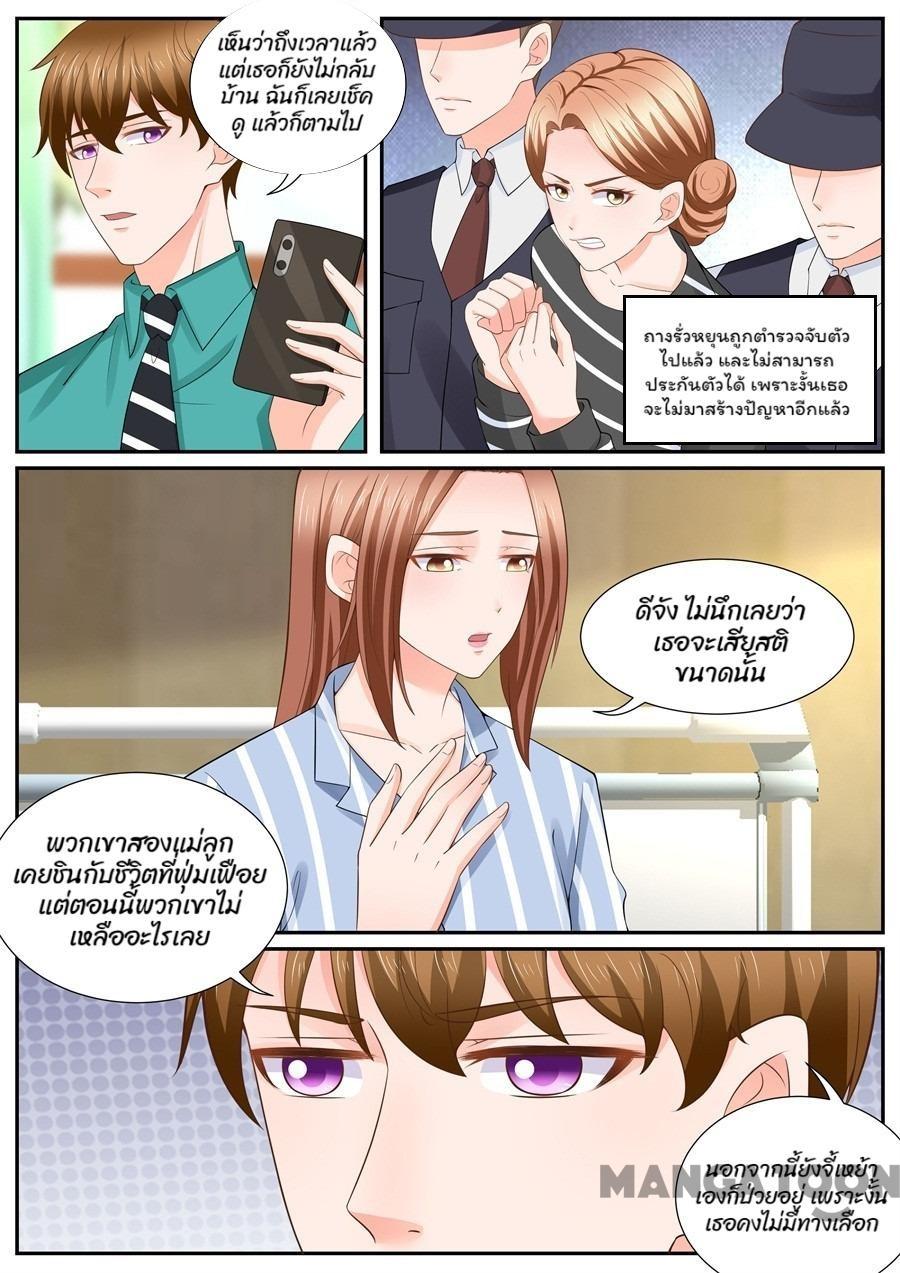 เห็นว่าถึงเวลาแล้ว
แต่เธอก็ยังไม่กลับ
บ้าน ฉันก็เลยเช็ค
ดู แล้วก็ตามไป
ถางรั่วหยุนถูกตำรวจจับตัว
ไปแล้ว และไม่สามารถ
ประกันตัวได้ เพราะงั้นเธอ
จะไม่มาสร้างปัญหาอีกแล้ว
ดีจัง ไม่นึกเลยว่า
เธอจะเสียสติ
ขนาดนั้น
พวกเขาสองแม่ลูก
เคยชินกับชีวิตที่ฟุ่มเฟือย
แต่ตอนนี้พวกเขาไม่
เหลืออะไรเลย
นอกจากนี้ยังจี้เหย้า
เองก็ป่วยอยู่ เพราะงั้น
เธอคงไม่มีทางเลือก
MANGATOON